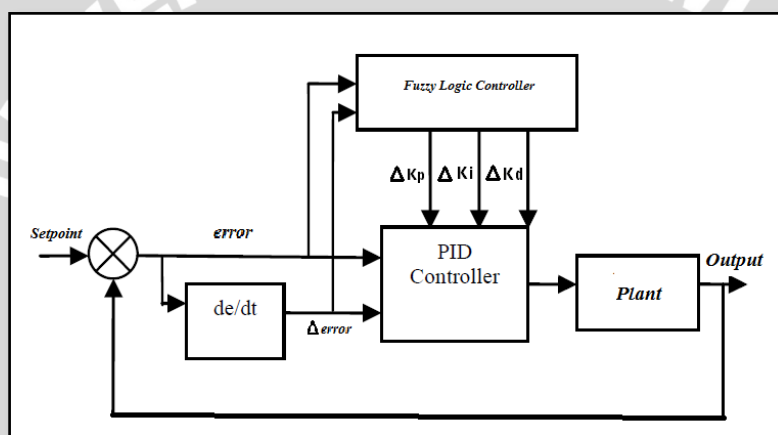 Fuzzy Logic Controller
ΔKp ΔKi ΔKd
Setpoint
error
PID
Controller
de/dt
Δerror
Plant
Output